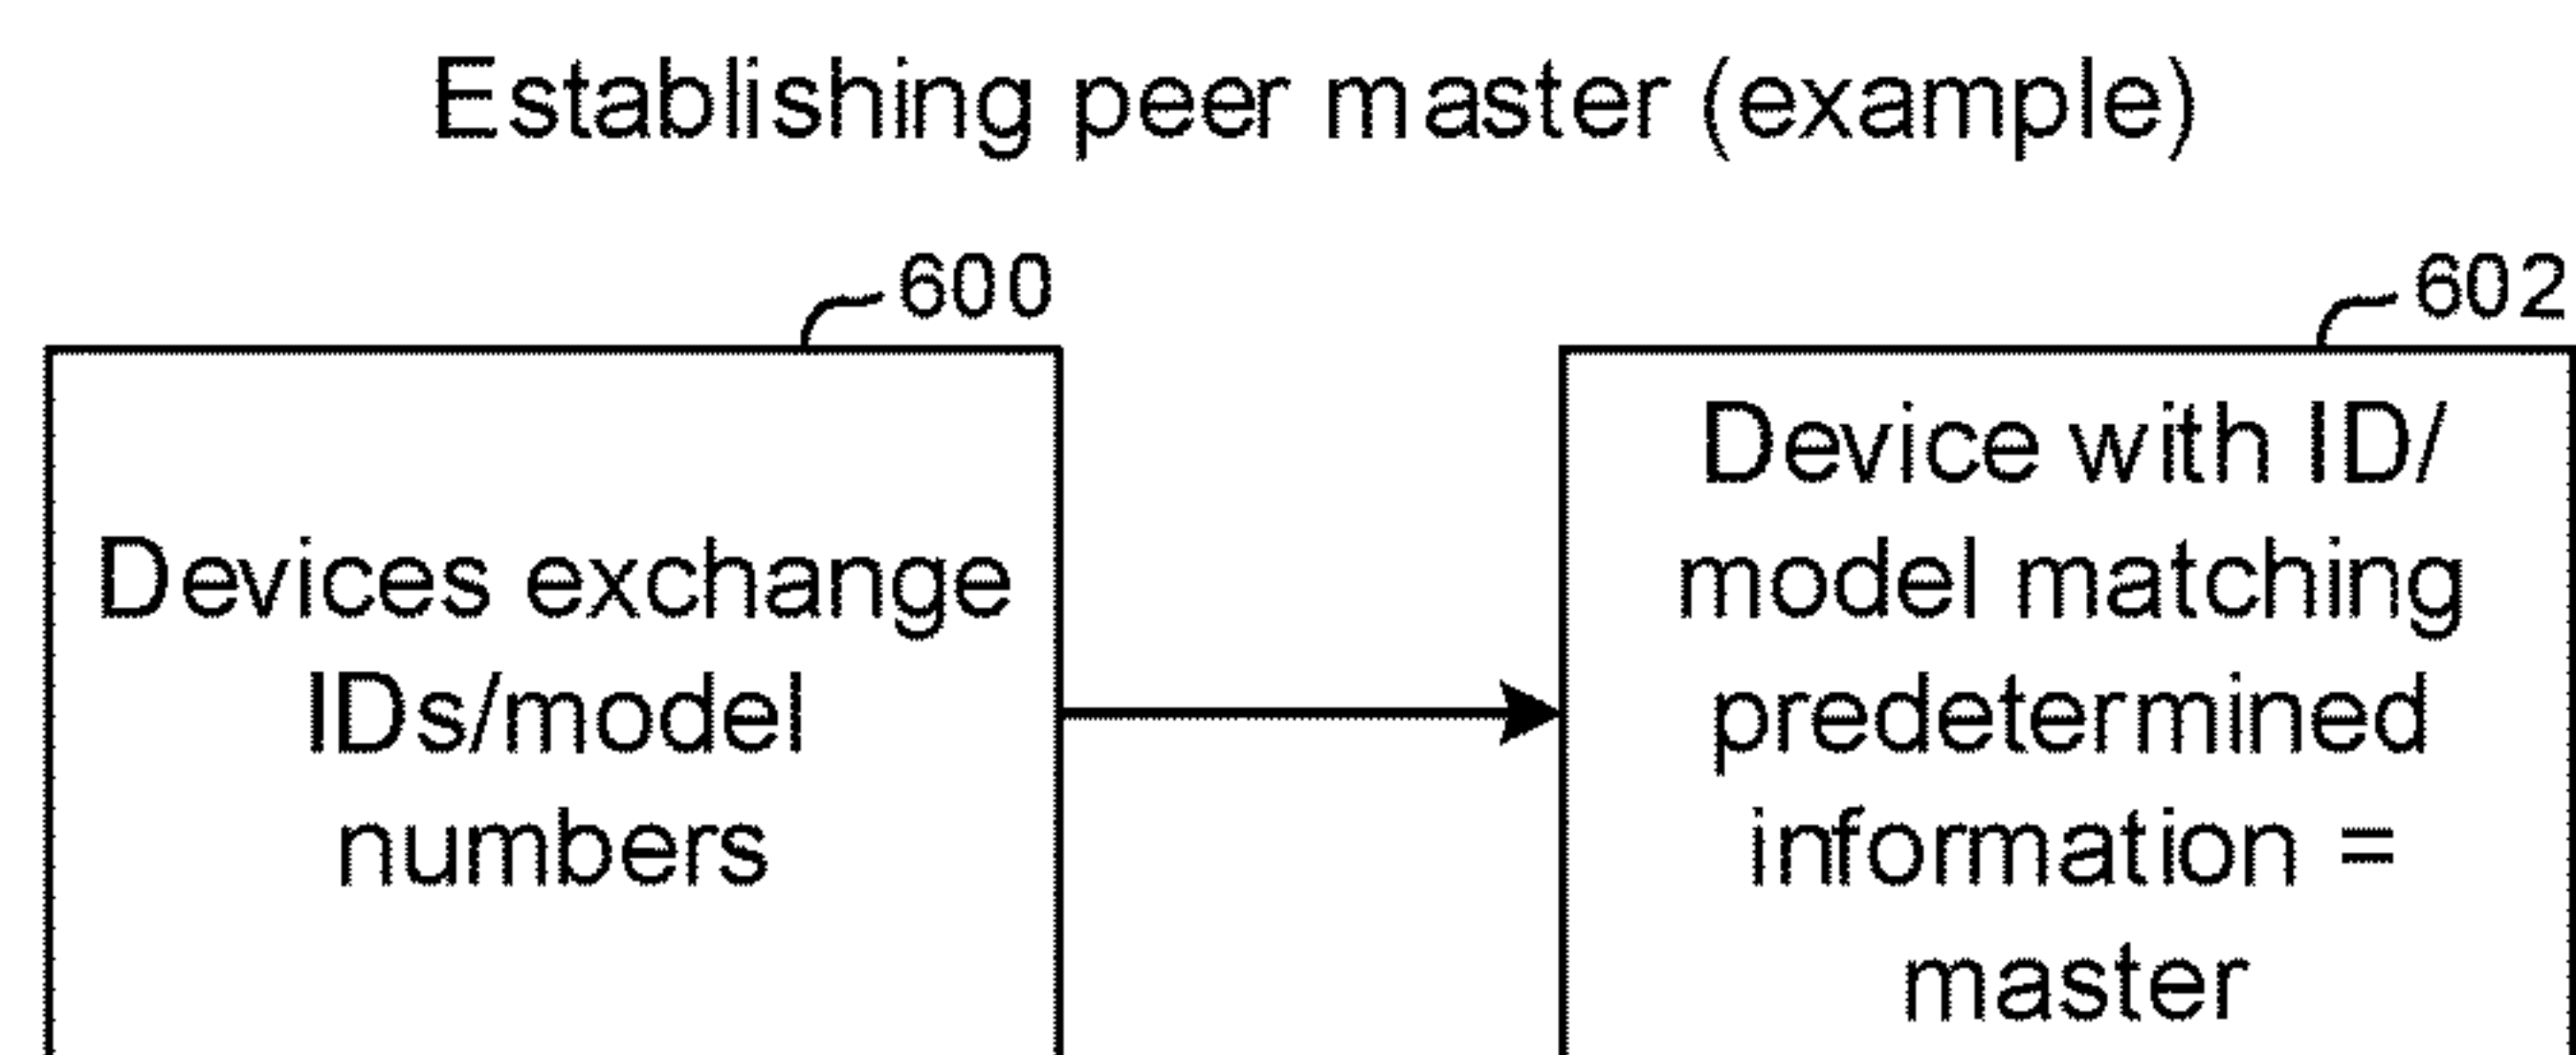 Establishing peer master (example)
600
602
Devices exchange
IDs/model
numbers
Device with ID/
model matching
predetermined
information =
master